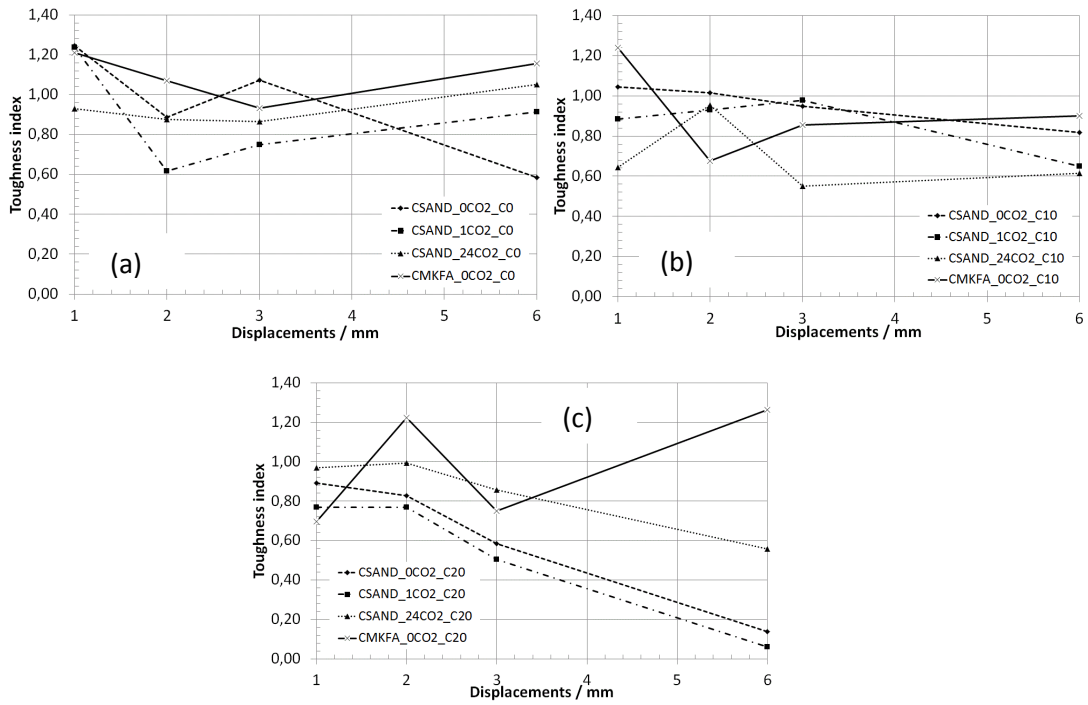 1,40
1,20
1,00
0,80
0,60
0,40
0,20
0,00
Toughness index
CSAND_0CO2_C0
CSAND_1CO2_C0
CSAND_24CO2_C0
CMKFA_0CO2_C0
(a)
1 2 3 4 5 6
Displacements / mm
1,40
1,20
1,00
0,80
0,60
0,40
0,20
0,00
Toughness index
CSAND_0CO2_C10
CSAND_1CO2_C10
CSAND_24CO2_C10
CMKFA_0CO2_C10
(b)
1 2 3 4 5 6
Displacements / mm
1,40
1,20
1,00
0,80
0,60
0,40
0,20
0,00
Toughness index
(c)
CSAND_0CO2_C20
CSAND_1CO2_C20
CSAND_24CO2_C20
CMKFA_0CO2_C20
1 2 3 4 5 6
Displacements / mm